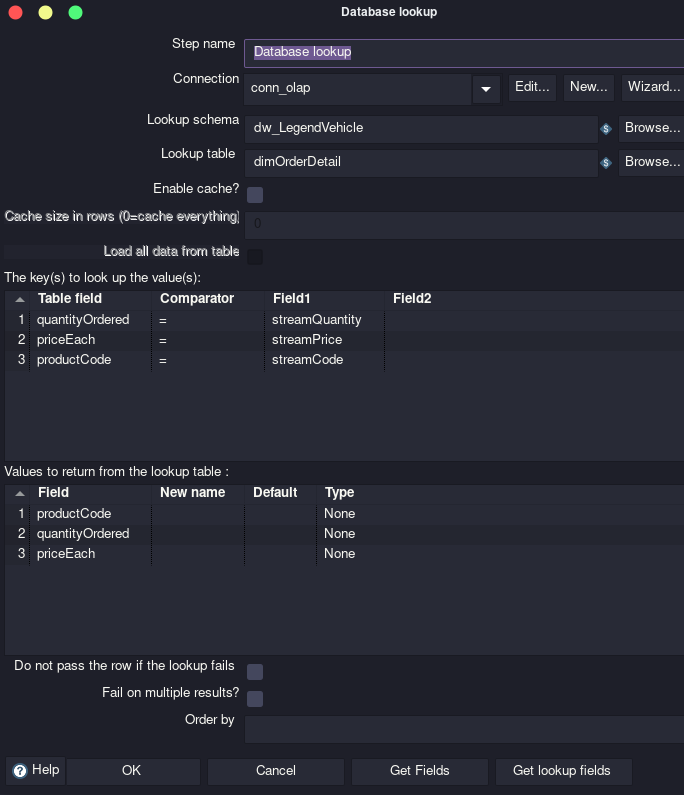 Database lookup
Step name Database lookup
Connection conn_olap Edit... New... Wizard...
Lookup schema dw_LegendVehicle $ Browse...
Lookup table dimOrderDetail $ Browse...
Enable cache?
Cache size in rows (0=cache everything) 0
Load all data from table
The key(s) to look up the value(s):
Table field Comparator Field1 Field2
1 quantityOrdered = streamQuantity
2 priceEach = streamPrice
3 productCode = streamCode
Values to return from the lookup table :
Field New name Default Type
1 productCode None
2 quantityOrdered None
3 priceEach None
Do not pass the row if the lookup fails
Fail on multiple results?
Order by
? Help OK Cancel Get Fields Get lookup fields